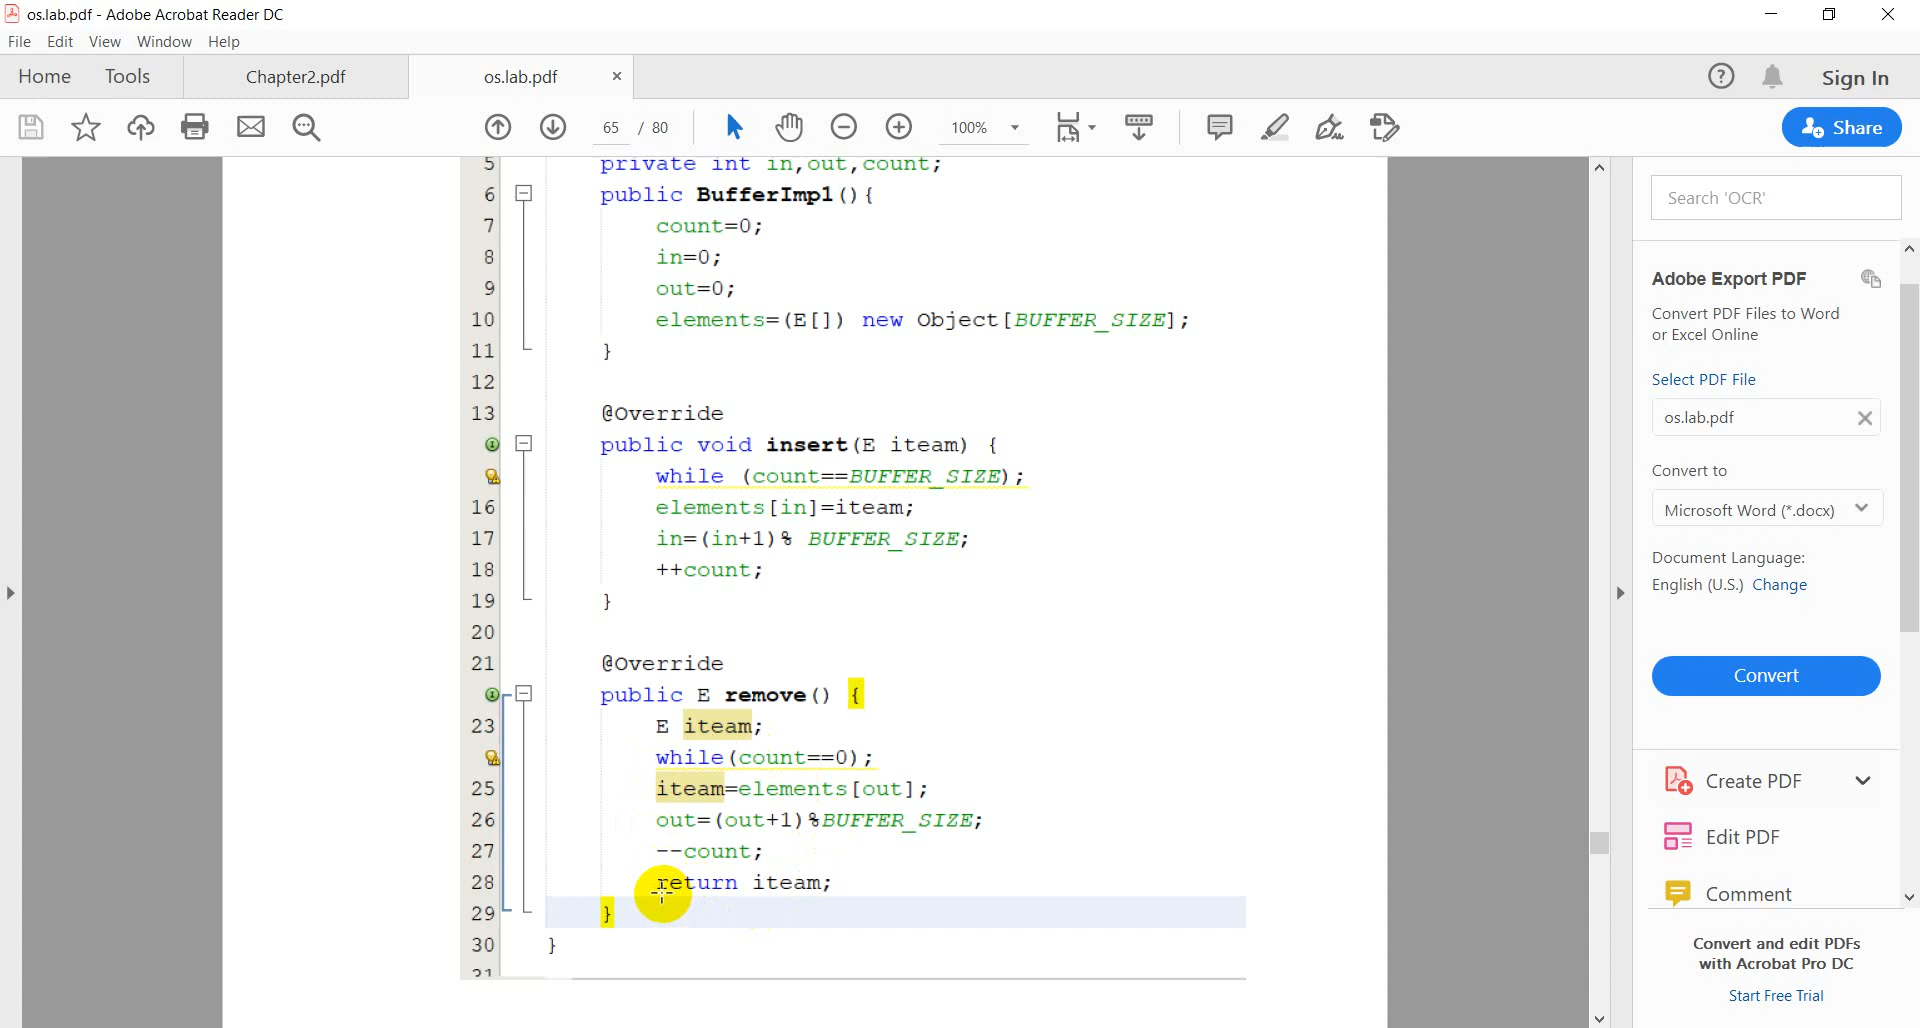 os.lab.pdf - Adobe Acrobat Reader DC
File Edit View Window Help
Home Tools Chapter2.pdf os.lab.pdf × Sign In
65 / 80 100% Share
5 private int in,out,count;
6 public BufferImpl(){
7 count=0;
8 in=0;
9 out=0;
10 elements=(E[]) new Object[BUFFER_SIZE];
11 }
12
13 @Override
public void insert(E iteam) {
while (count==BUFFER_SIZE);
16 elements[in]=iteam;
17 in=(in+1)% BUFFER_SIZE;
18 ++count;
19 }
20
21 @Override
public E remove() {
23 E iteam;
while(count==0);
25 iteam=elements[out];
26 out=(out+1)%BUFFER_SIZE;
27 --count;
28 return iteam;
29 }
30 }
31
Search 'OCR'
Adobe Export PDF
Convert PDF Files to Word
or Excel Online
Select PDF File
os.lab.pdf
Convert to
Microsoft Word (*.docx)
Document Language:
English (U.S.) Change
Convert
Create PDF
Edit PDF
Comment
Convert and edit PDFs
with Acrobat Pro DC
Start Free Trial